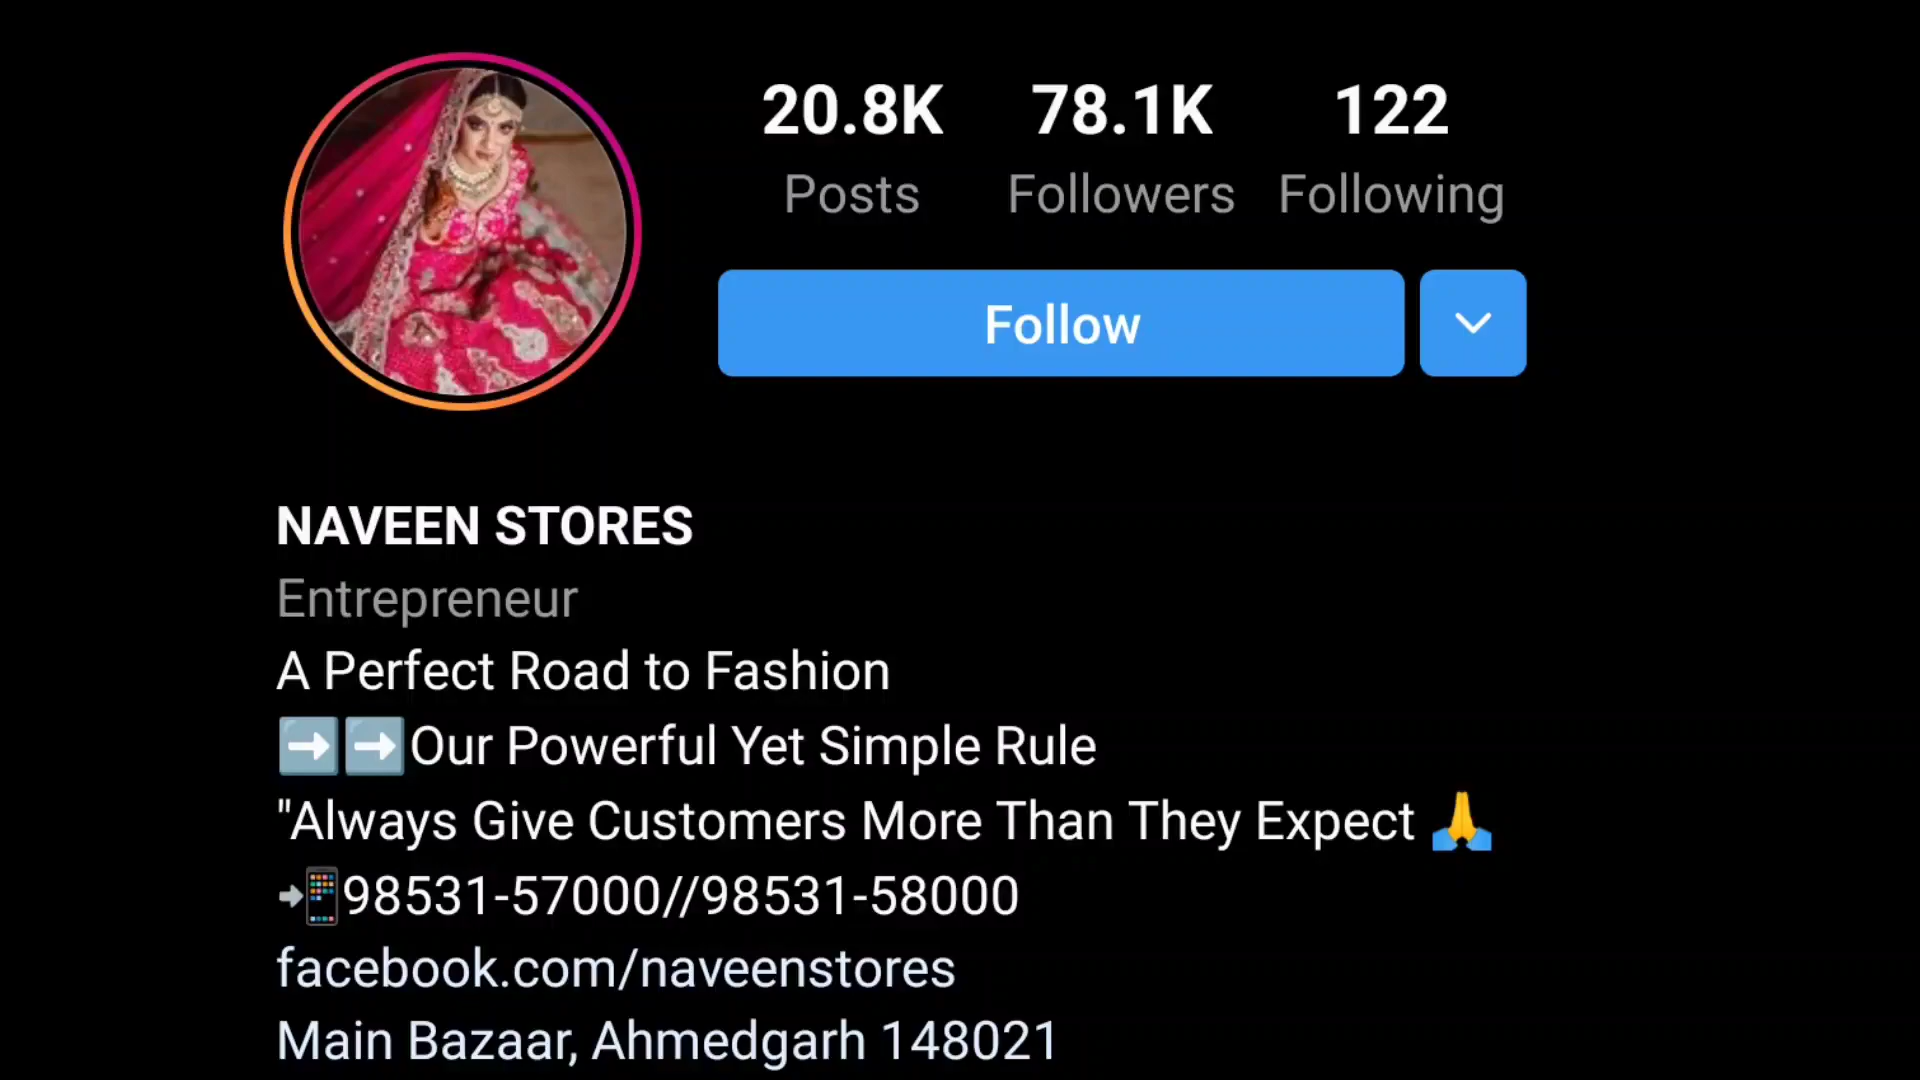 20.8K 78.1K 122
Posts Followers Following
Follow
NAVEEN STORES
Entrepreneur
A Perfect Road to Fashion
➡️➡️Our Powerful Yet Simple Rule
"Always Give Customers More Than They Expect 🙏
📲98531-57000//98531-58000
facebook.com/naveenstores
Main Bazaar, Ahmedgarh 148021